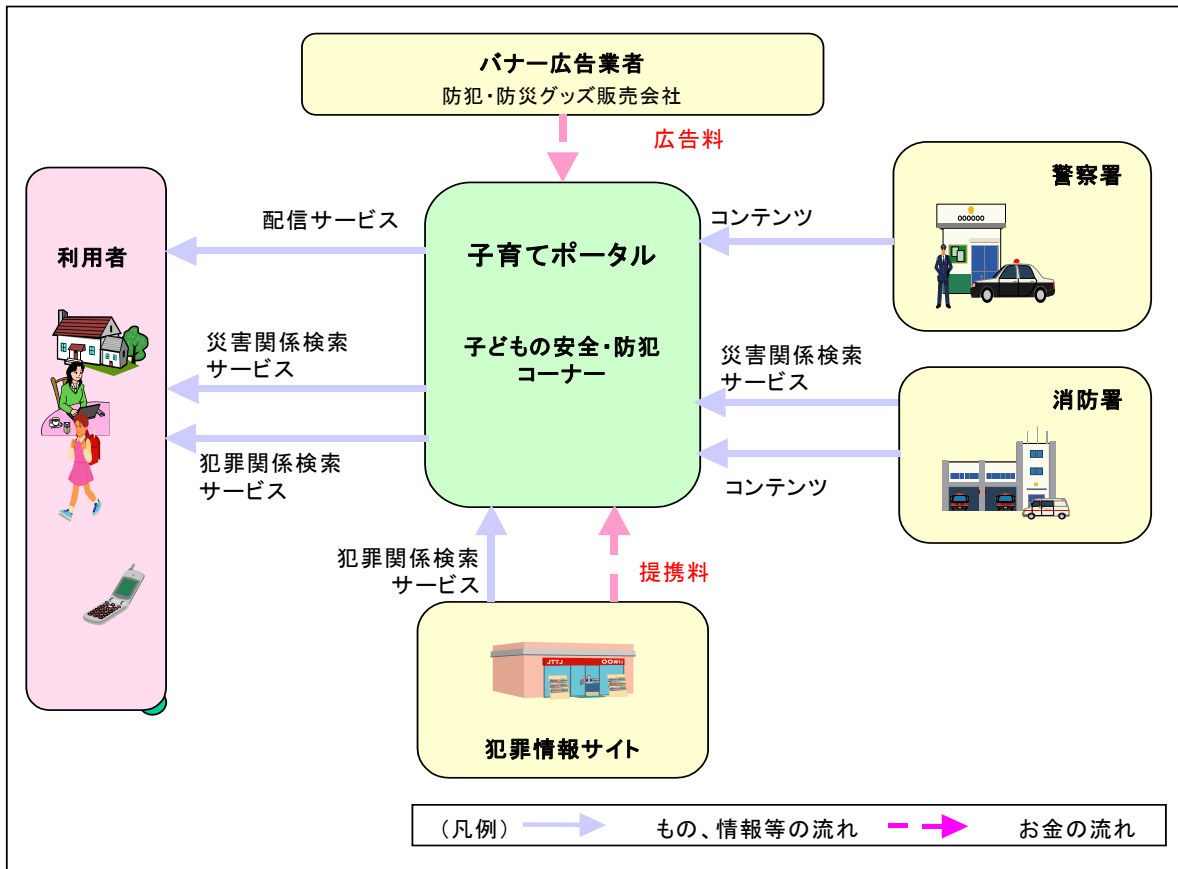 バナー広告業者
防犯・防災グッズ販売会社
広告料
警察署
OOOOOO
コンテンツ
配信サービス
利用者
子育てポータル
子どもの安全・防犯
コーナー
災害関係検索
サービス
災害関係検索
サービス
消防署
犯罪関係検索
サービス
コンテンツ
犯罪関係検索
サービス
提携料
JTTJ
犯罪情報サイト
(凡例)
もの、情報等の流れ
お金の流れ